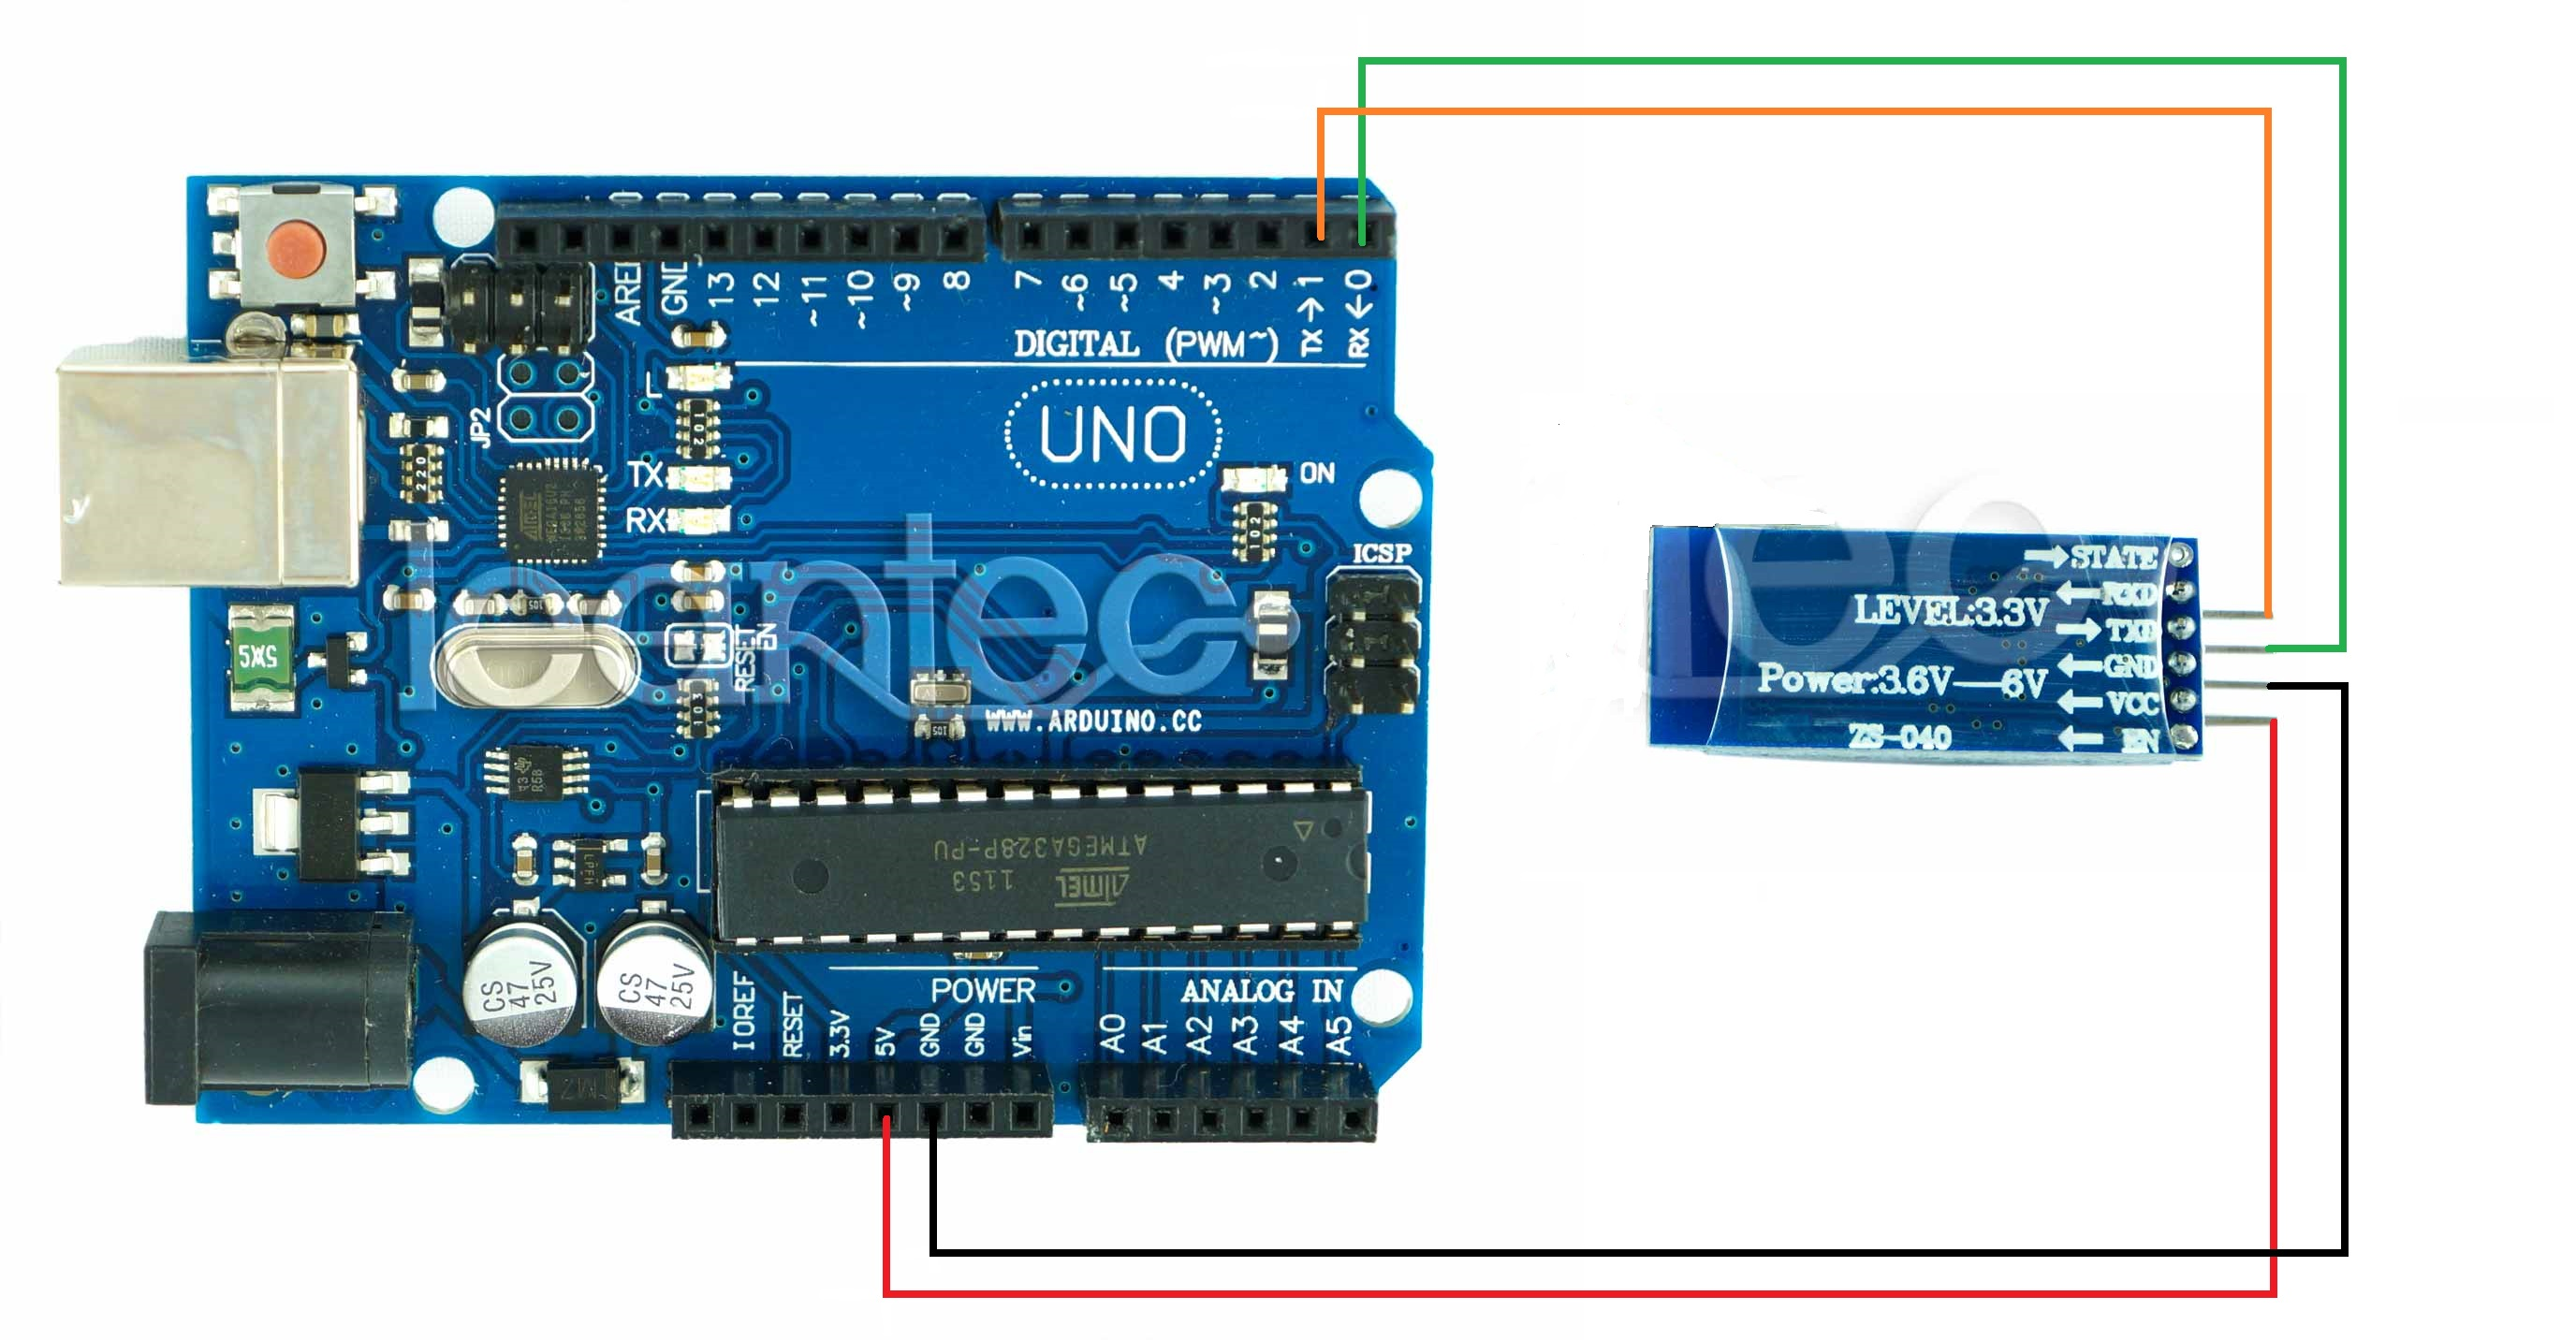 AREF
GND
13
12
~11
~10
~9
8
7
~6
~5
4
~3
2
TX→1
RX←0
DIGITAL (PWM~)
L
JP2
UNO
TX
RX
ON
102
ICSP
220
leantec
RESET
EN
103
WWW.ARDUINO.CC
ATMEGA328P-PU
1153
ATMEL
CS
47
25V
CS
47
25V
POWER
ANALOG IN
IOREF
RESET
3.3V
5V
GND
GND
Vin
A0
A1
A2
A3
A4
A5
STATE
RXD
LEVEL:3.3V
TXD
GND
Power:3.6V—6V
VCC
ZS-040
EN